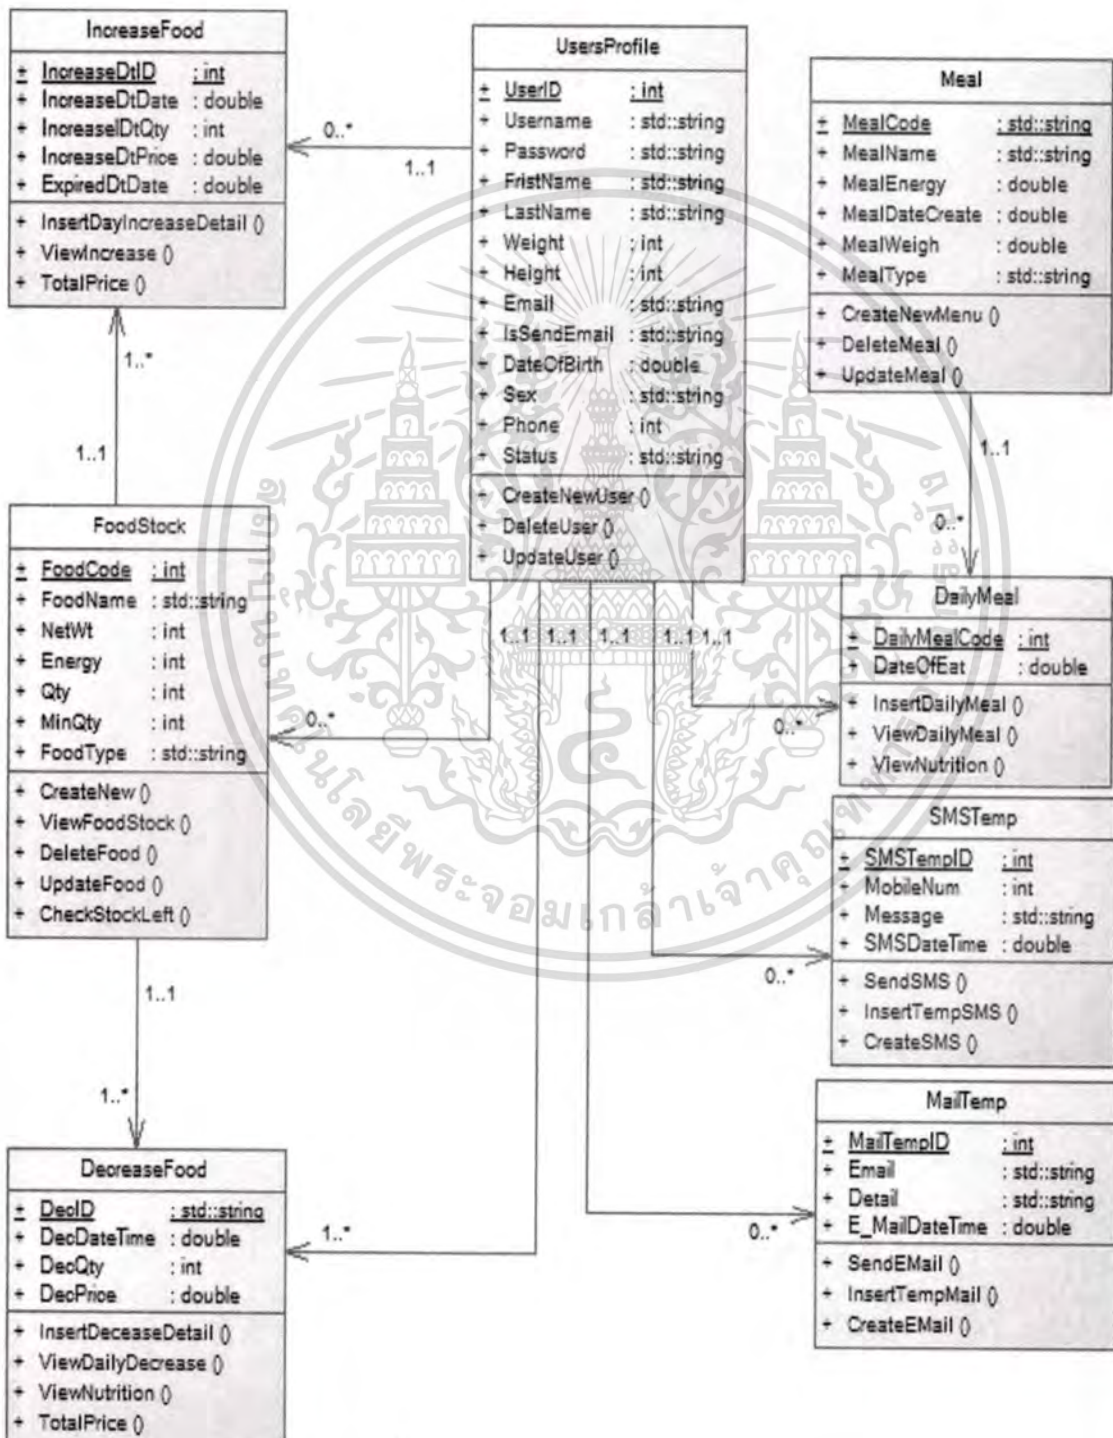 IncreaseFood
+ IncreaseDtID : int
+ IncreaseDtDate : double
+ IncreaselDtQty : int
+ IncreaseDtPrice : double
+ ExpiredDtDate : double
+ InsertDayIncreaseDetail ()
+ ViewIncrease ()
+ TotalPrice ()
UsersProfile
+ UserID : int
+ Username : std::string
+ Password : std::string
+ FristName : std::string
+ LastName : std::string
+ Weight : int
+ Height : int
+ Email : std::string
+ IsSendEmail : std::string
+ DateOfBirth : double
+ Sex : std::string
+ Phone : int
+ Status : std::string
+ CreateNewUser ()
+ DeleteUser ()
+ UpdateUser ()
Meal
+ MealCode : std::string
+ MealName : std::string
+ MealEnergy : double
+ MealDateCreate : double
+ MealWeigh : double
+ MealType : std::string
+ CreateNewMenu ()
+ DeleteMeal ()
+ UpdateMeal ()
0..*
1..1
1..*
1..1
1..1
0..*
FoodStock
+ FoodCode : int
+ FoodName : std::string
+ NetWt : int
+ Energy : int
+ Qty : int
+ MinQty : int
+ FoodType : std::string
+ CreateNew ()
+ ViewFoodStock ()
+ DeleteFood ()
+ UpdateFood ()
+ CheckStockLeft ()
1..1 1..1 1..1 1..1 1..1
0..*
0..*
DailyMeal
+ DailyMealCode : int
+ DateOfEat : double
+ InsertDailyMeal ()
+ ViewDailyMeal ()
+ ViewNutrition ()
SMSTemp
+ SMSTempID : int
+ MobileNum : int
+ Message : std::string
+ SMSDateTime : double
+ SendSMS ()
+ InsertTempSMS ()
+ CreateSMS ()
0..*
1..1
1..*
DecreaseFood
+ DecID : std::string
+ DecDateTime : double
+ DecQty : int
+ DecPrice : double
+ InsertDeceaseDetail ()
+ ViewDailyDecrease ()
+ ViewNutrition ()
+ TotalPrice ()
1..*
0..*
MailTemp
+ MailTempID : int
+ Email : std::string
+ Detail : std::string
+ E_MailDateTime : double
+ SendEMail ()
+ InsertTempMail ()
+ CreateEMail ()